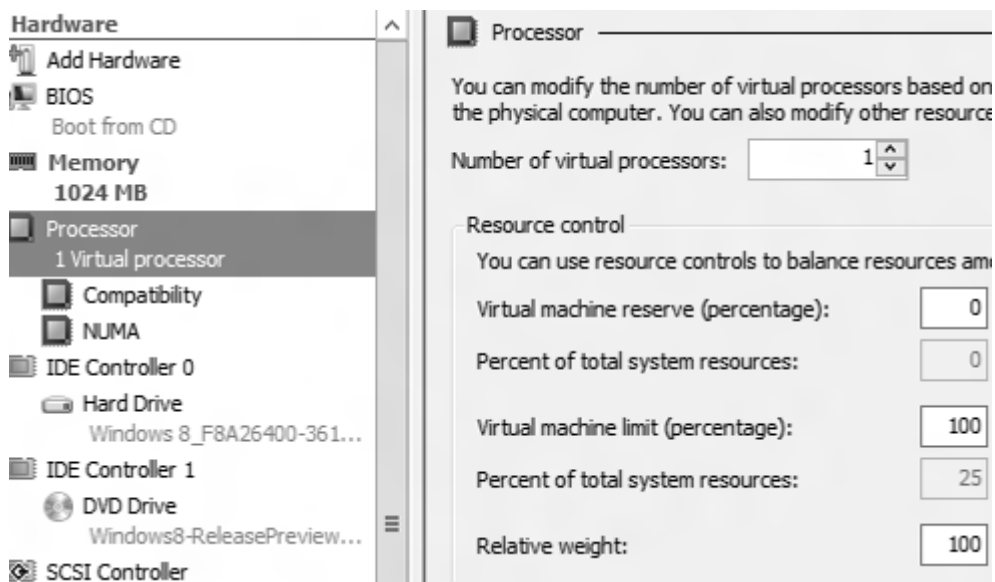 Hardware
Add Hardware
BIOS
Boot from CD
Memory
1024 MB
Processor
1 Virtual processor
Compatibility
NUMA
IDE Controller 0
Hard Drive
Windows 8_F8A26400-361...
IDE Controller 1
DVD Drive
Windows8-ReleasePreview...
SCSI Controller
Processor
You can modify the number of virtual processors based on
the physical computer. You can also modify other resource
Number of virtual processors: 1
Resource control
You can use resource controls to balance resources am
Virtual machine reserve (percentage): 0
Percent of total system resources: 0
Virtual machine limit (percentage): 100
Percent of total system resources: 25
Relative weight: 100